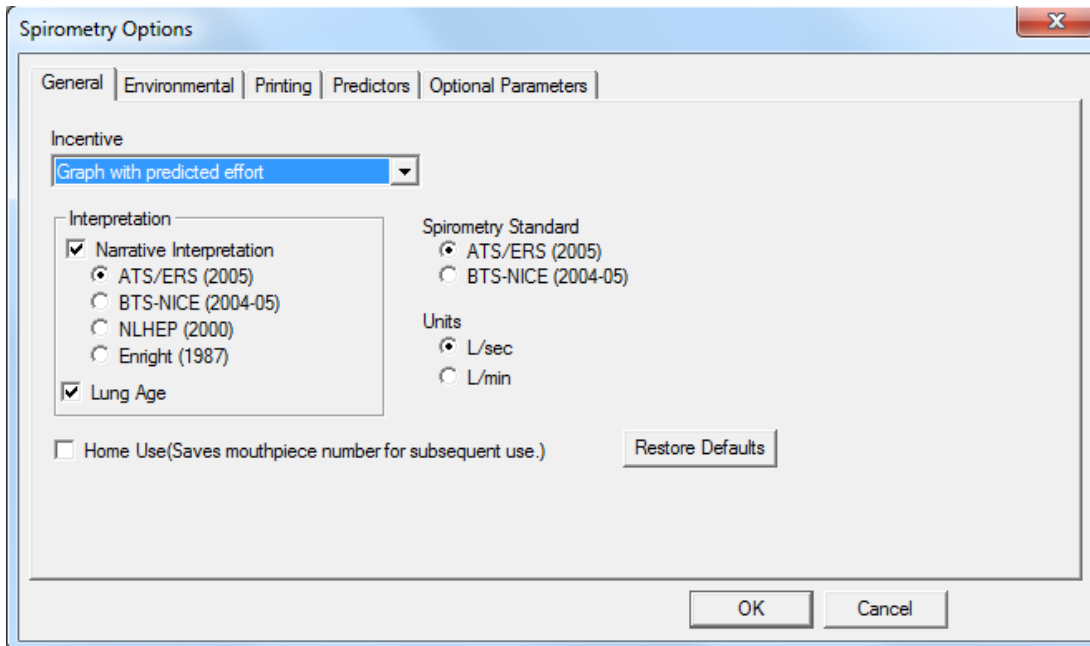 Spirometry Options
General Environmental Printing Predictors Optional Parameters
Incentive
Graph with predicted effort
Interpretation
Narrative Interpretation
ATS/ERS (2005)
BTS-NICE (2004-05)
NLHEP (2000)
Enright (1987)
Lung Age
Spirometry Standard
ATS/ERS (2005)
BTS-NICE (2004-05)
Units
L/sec
L/min
Home Use(Saves mouthpiece number for subsequent use.)
Restore Defaults
OK Cancel